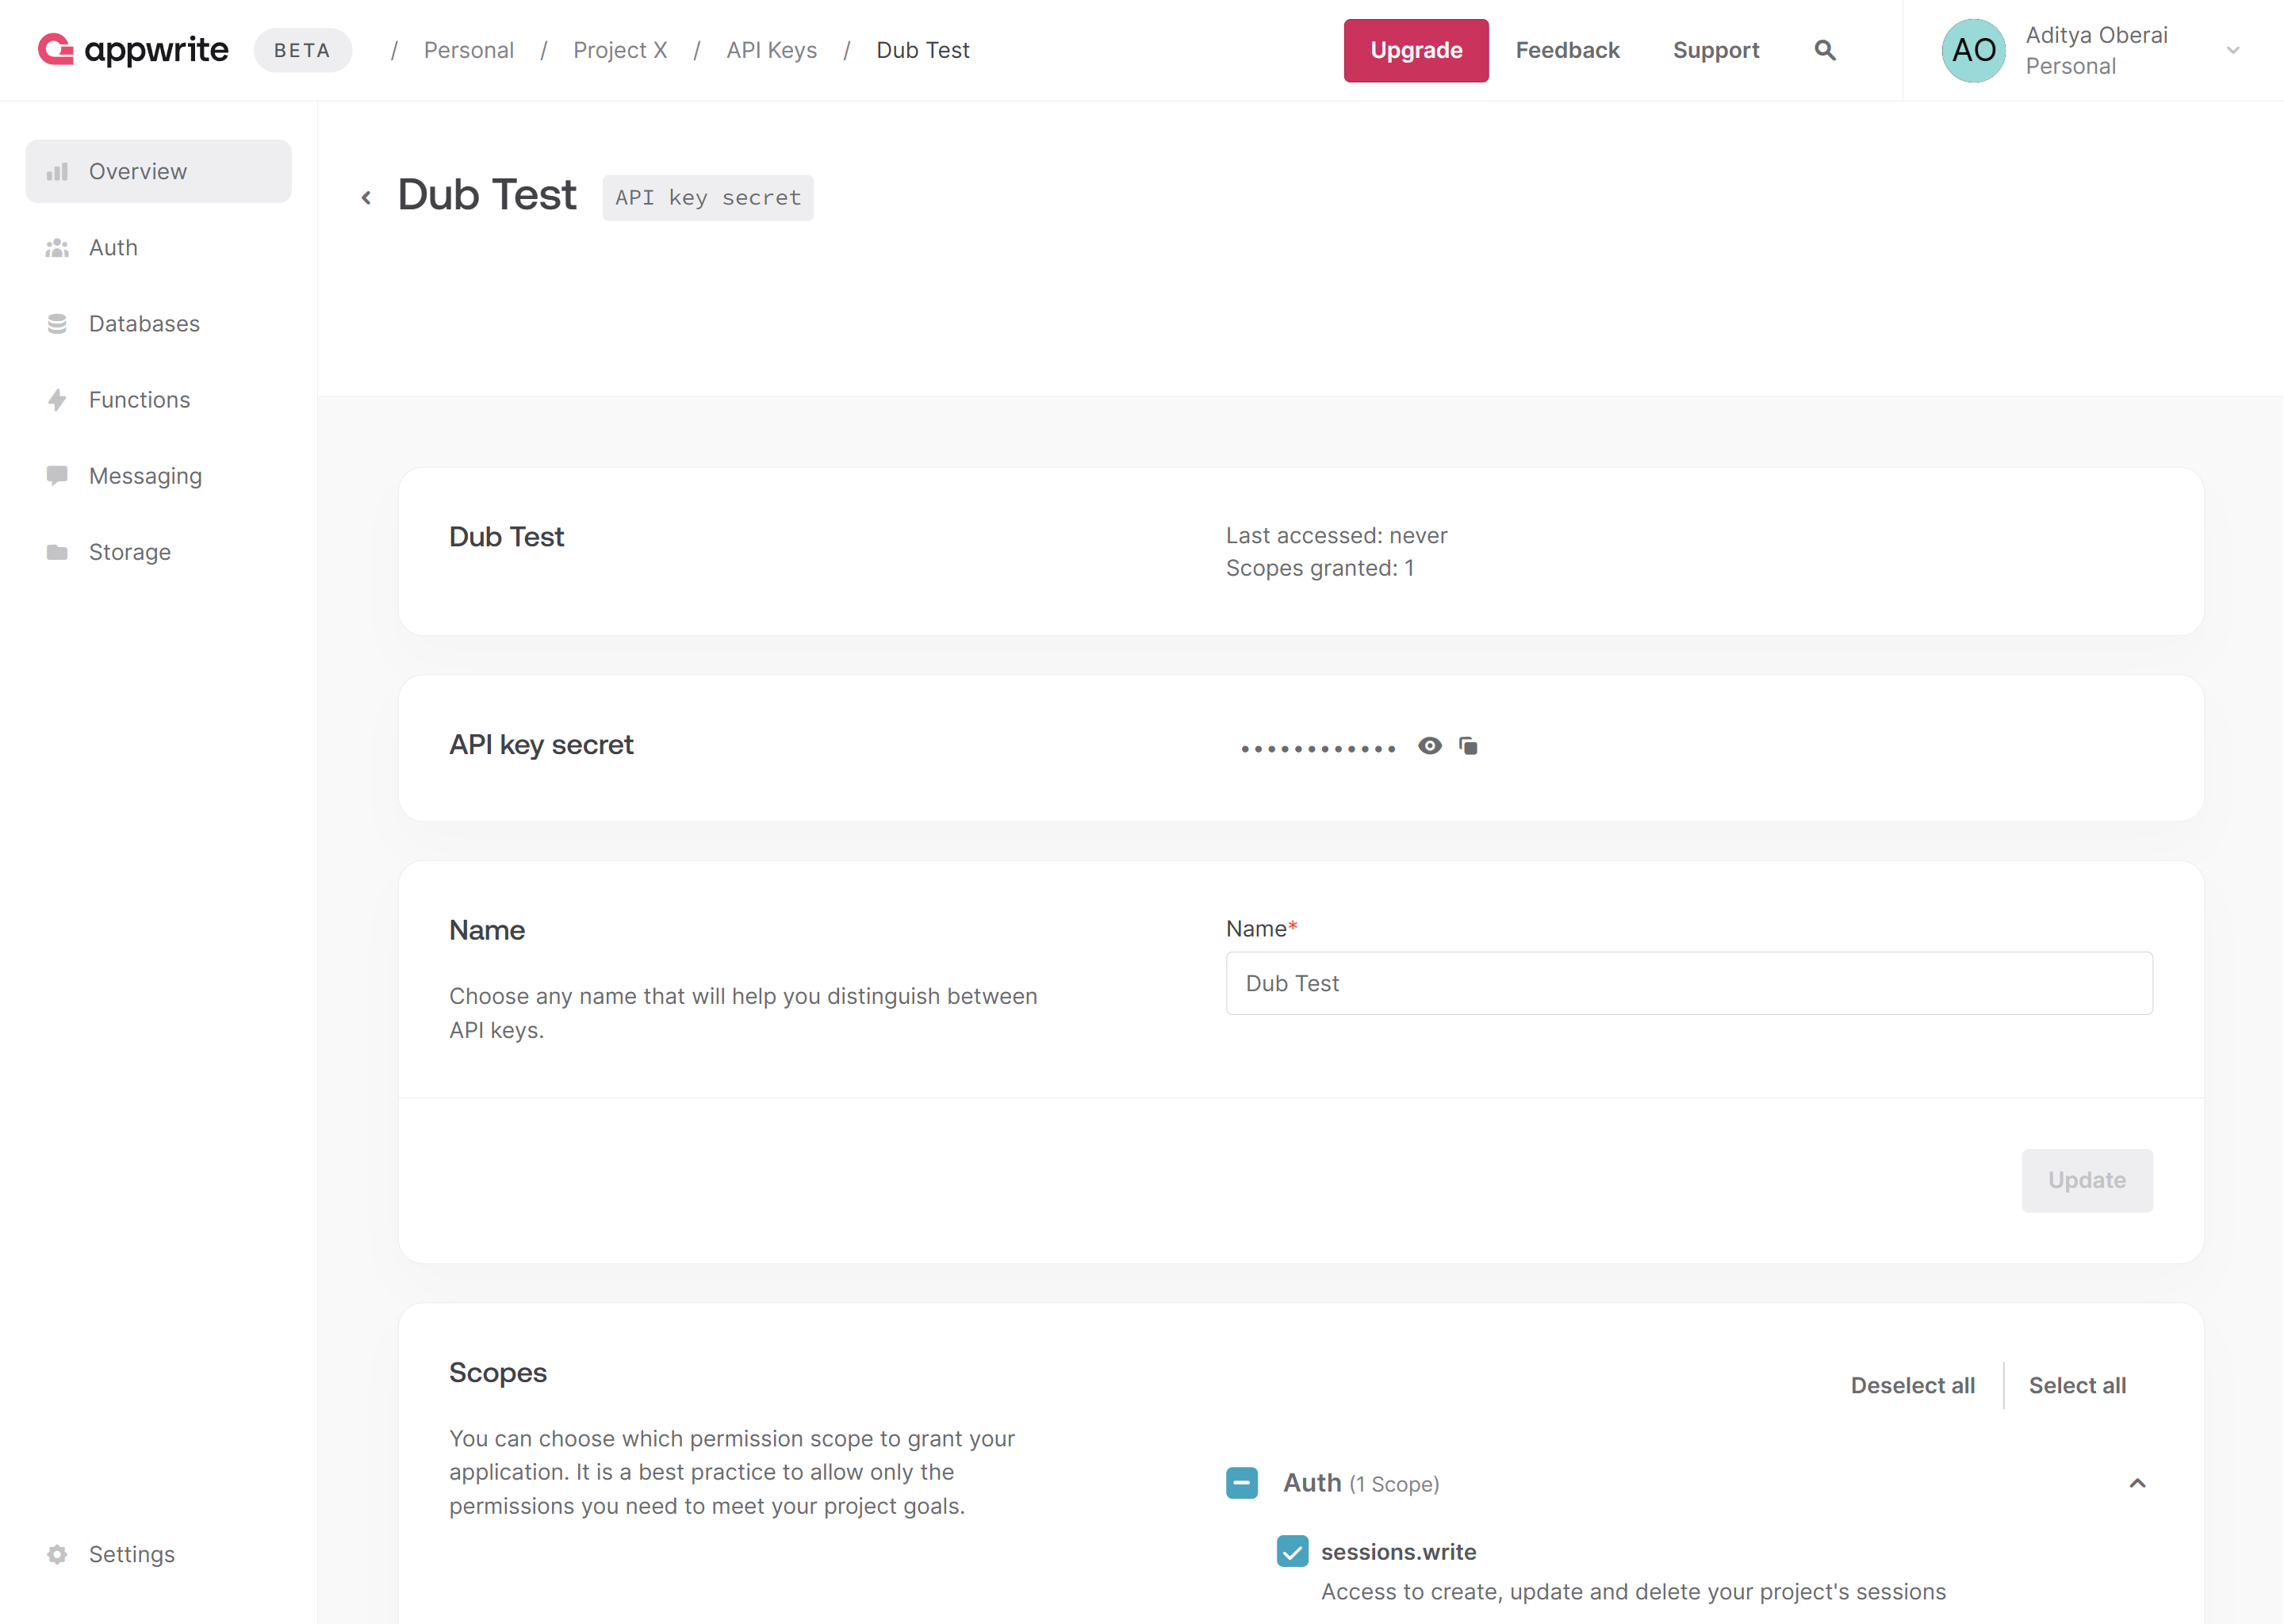 appwrite BETA / Personal / Project X / API Keys / Dub Test Upgrade Feedback Support AO Aditya Oberai
Personal
Overview
Auth
Databases
Functions
Messaging
Storage
Settings
Dub Test API key secret
Dub Test
Last accessed: never
Scopes granted: 1
API key secret
••••••••••••
Name
Choose any name that will help you distinguish between
API keys.
Name*
Dub Test
Update
Scopes
You can choose which permission scope to grant your
application. It is a best practice to allow only the
permissions you need to meet your project goals.
Deselect all Select all
Auth (1 Scope)
sessions.write
Access to create, update and delete your project's sessions